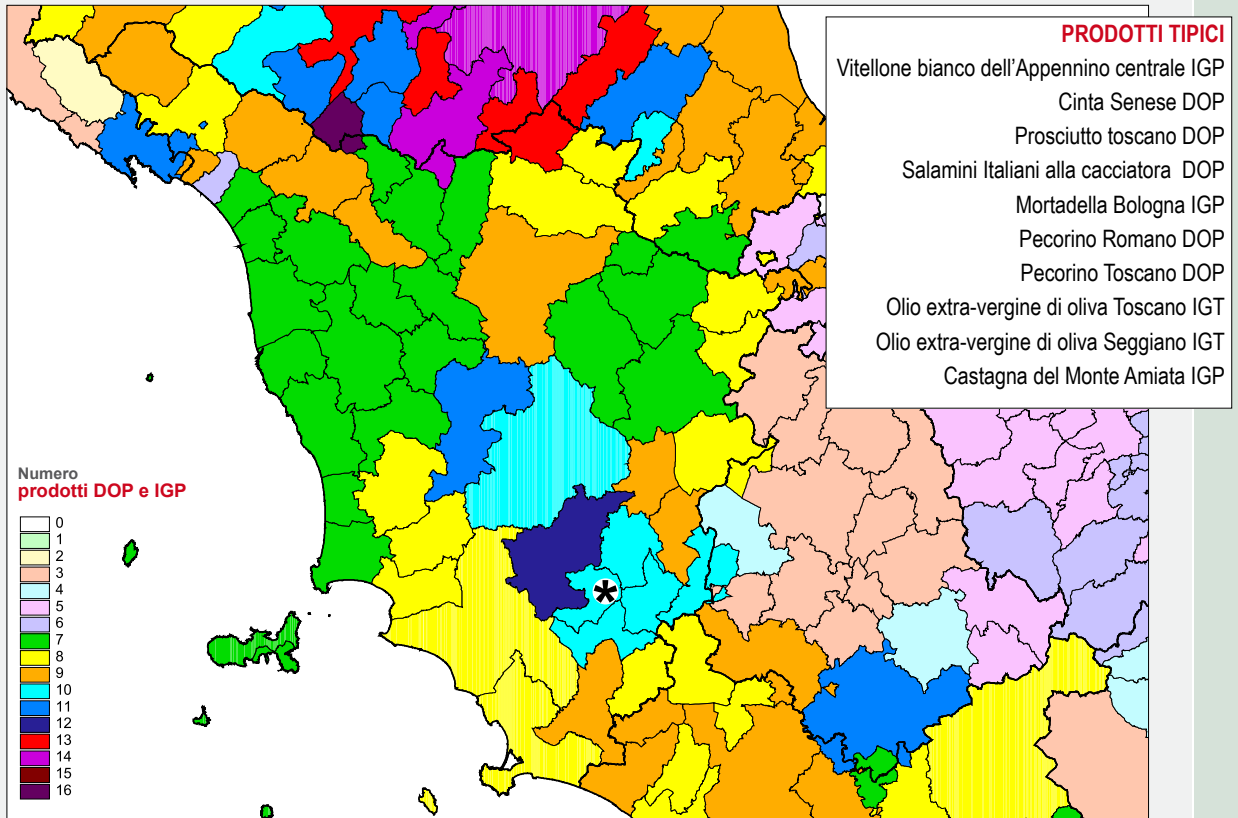 PRODOTTI TIPICI
Vitellone bianco dell'Appennino centrale IGP
Cinta Senese DOP
Prosciutto toscano DOP
Salamini Italiani alla cacciatora DOP
Mortadella Bologna IGP
Pecorino Romano DOP
Pecorino Toscano DOP
Olio extra-vergine di oliva Toscano IGT
Olio extra-vergine di oliva Seggiano IGT
Castagna del Monte Amiata IGP
Numero
prodotti DOP e IGP
0
1
2
3
4
5
6
7
8
9
10
11
12
13
14
15
16
*